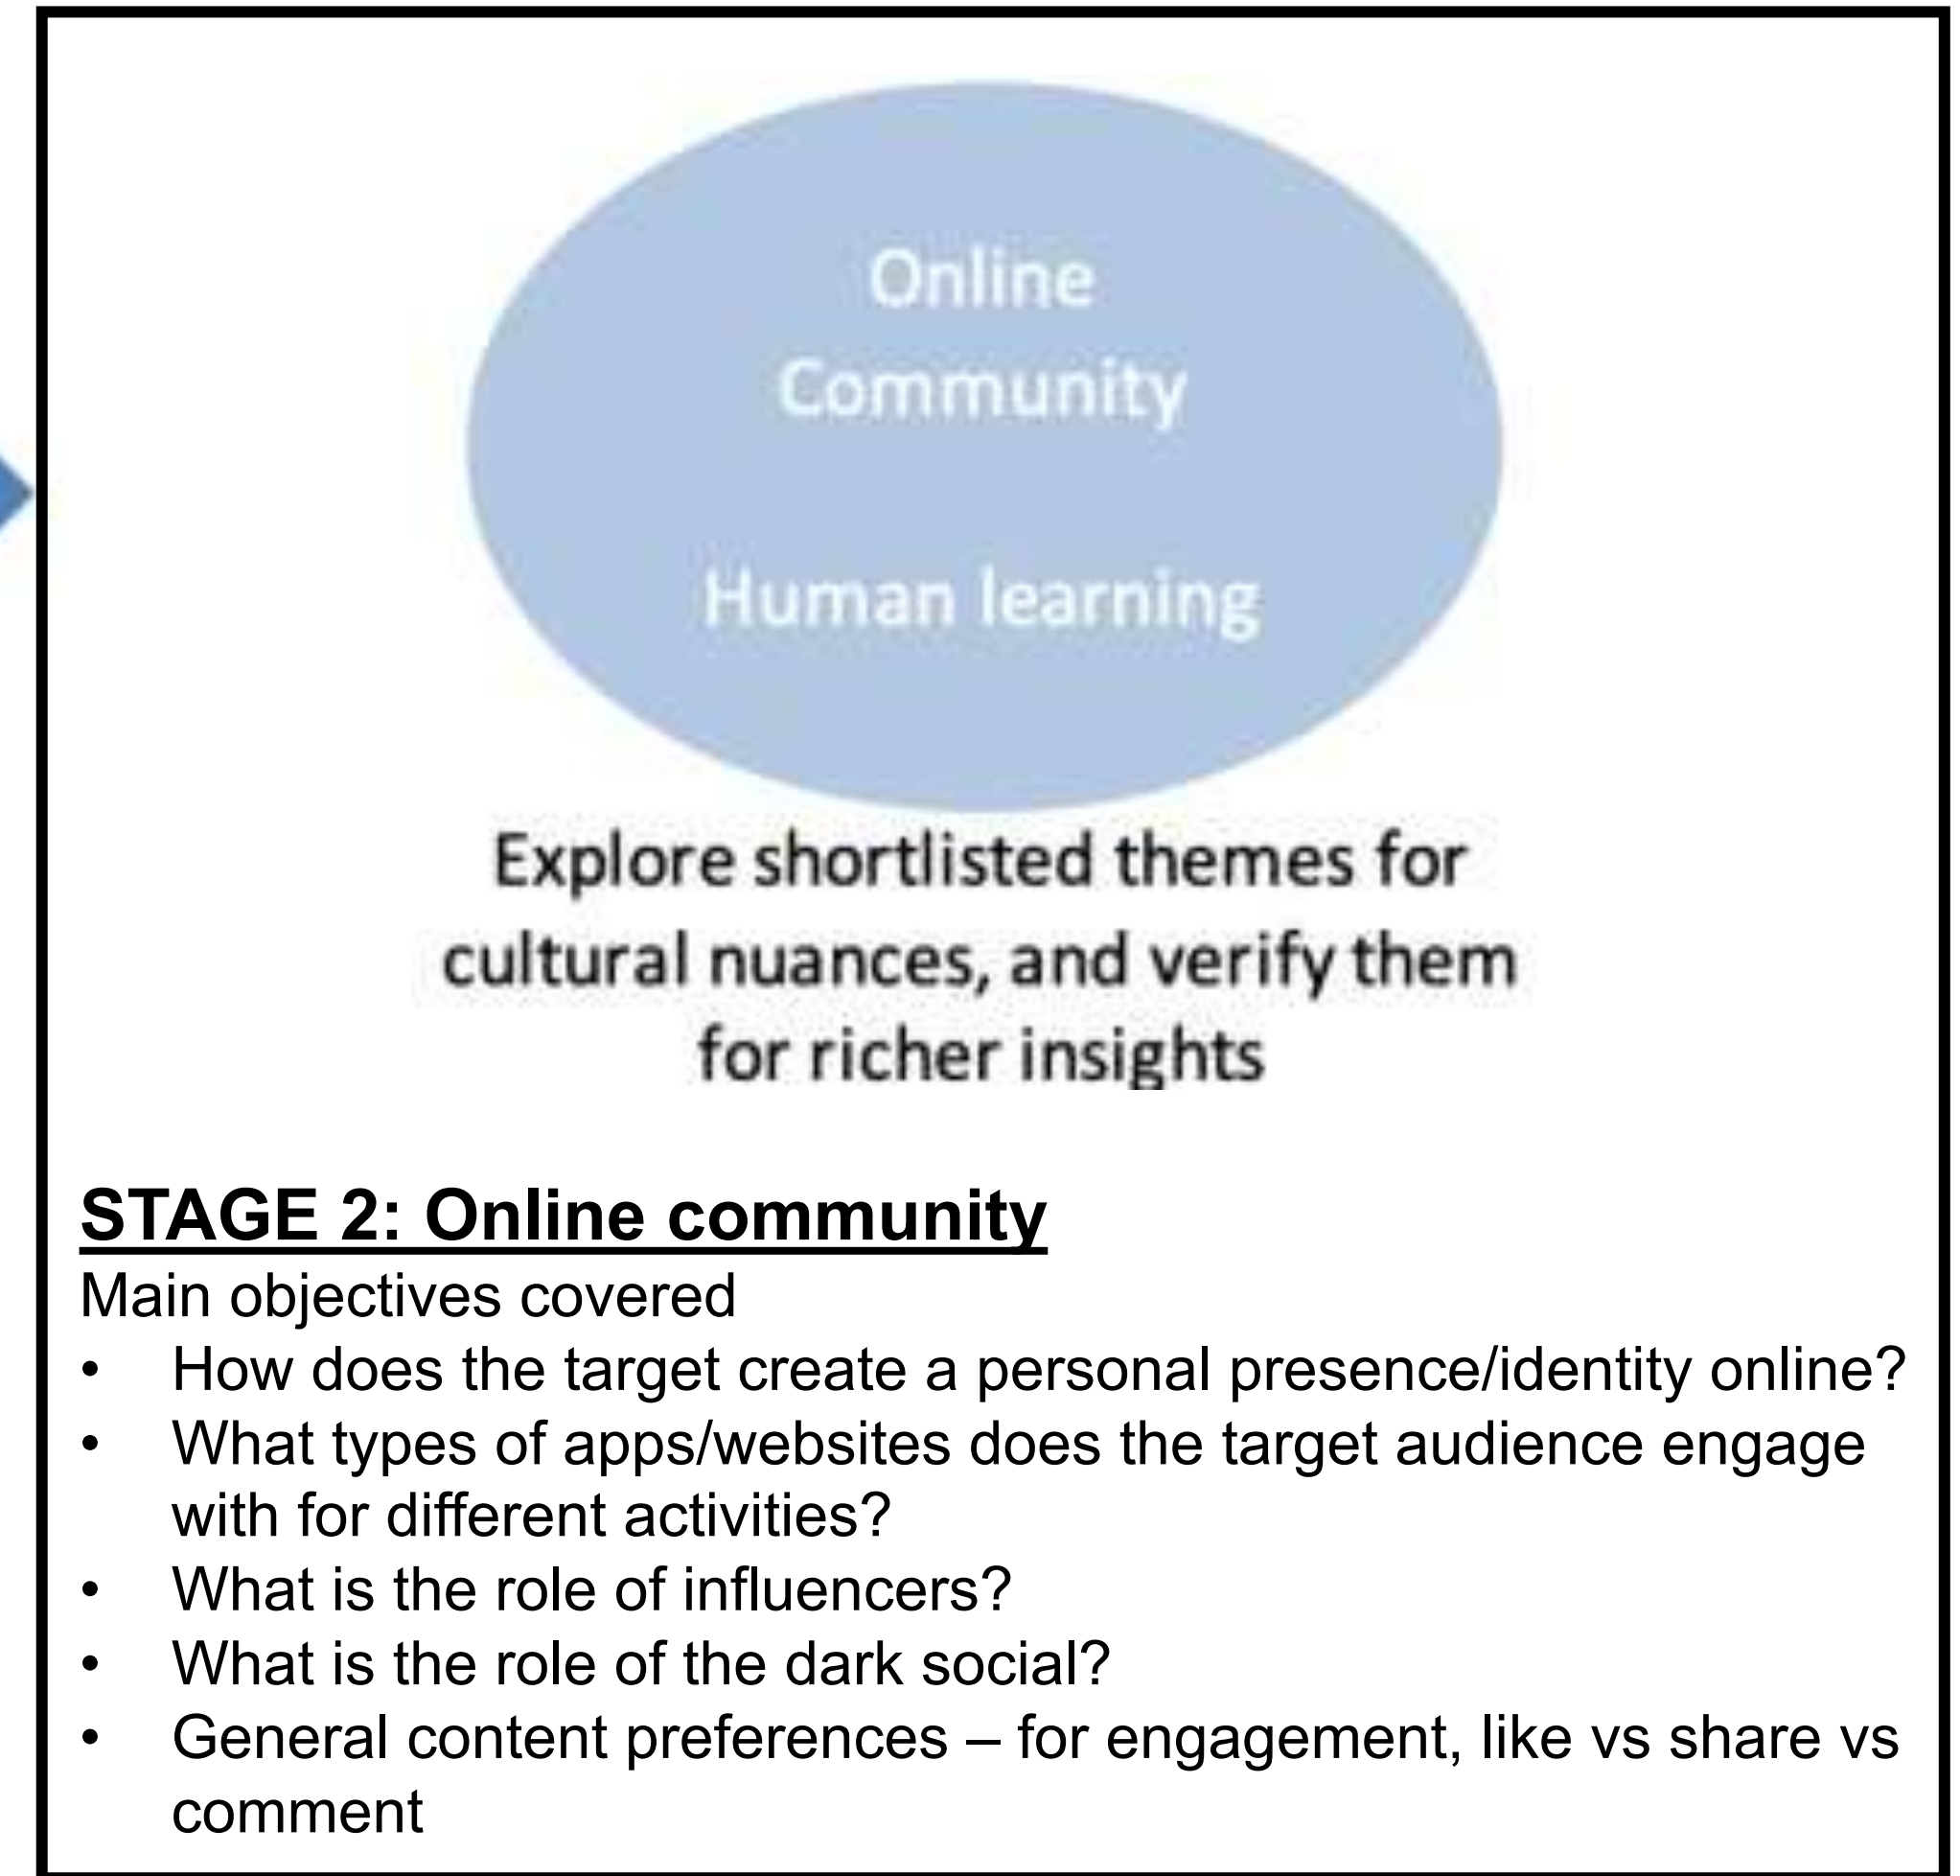 Online
Community
Human learning
Explore shortlisted themes for
cultural nuances, and verify them
for richer insights
STAGE 2: Online community
Main objectives covered
• How does the target create a personal presence/identity online?
• What types of apps/websites does the target audience engage
with for different activities?
• What is the role of influencers?
• What is the role of the dark social?
• General content preferences – for engagement, like vs share vs
comment